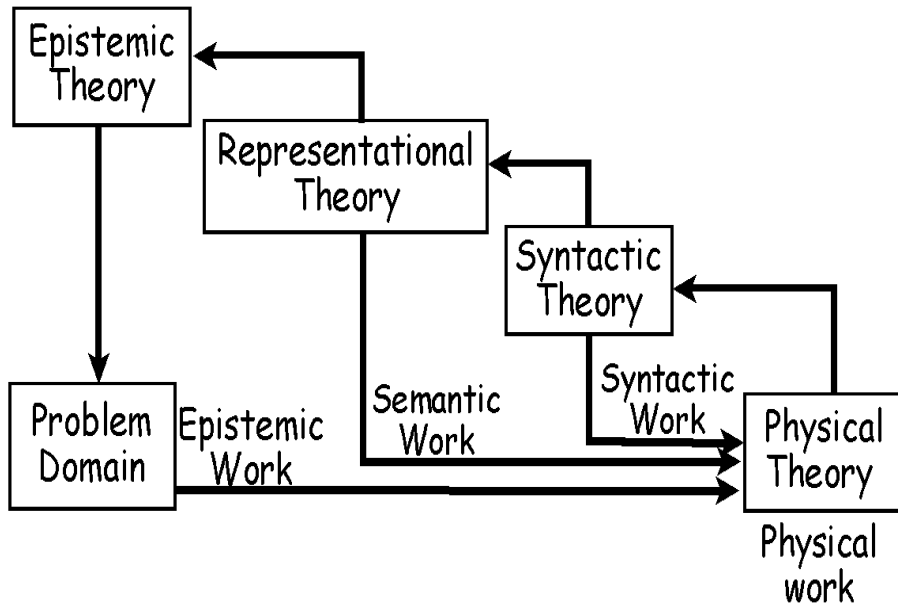 Epistemic
Theory
Representational
Theory
Syntactic
Theory
Problem
Domain
Epistemic
Work
Semantic
Work
Syntactic
Work
Physical
Theory
Physical
work